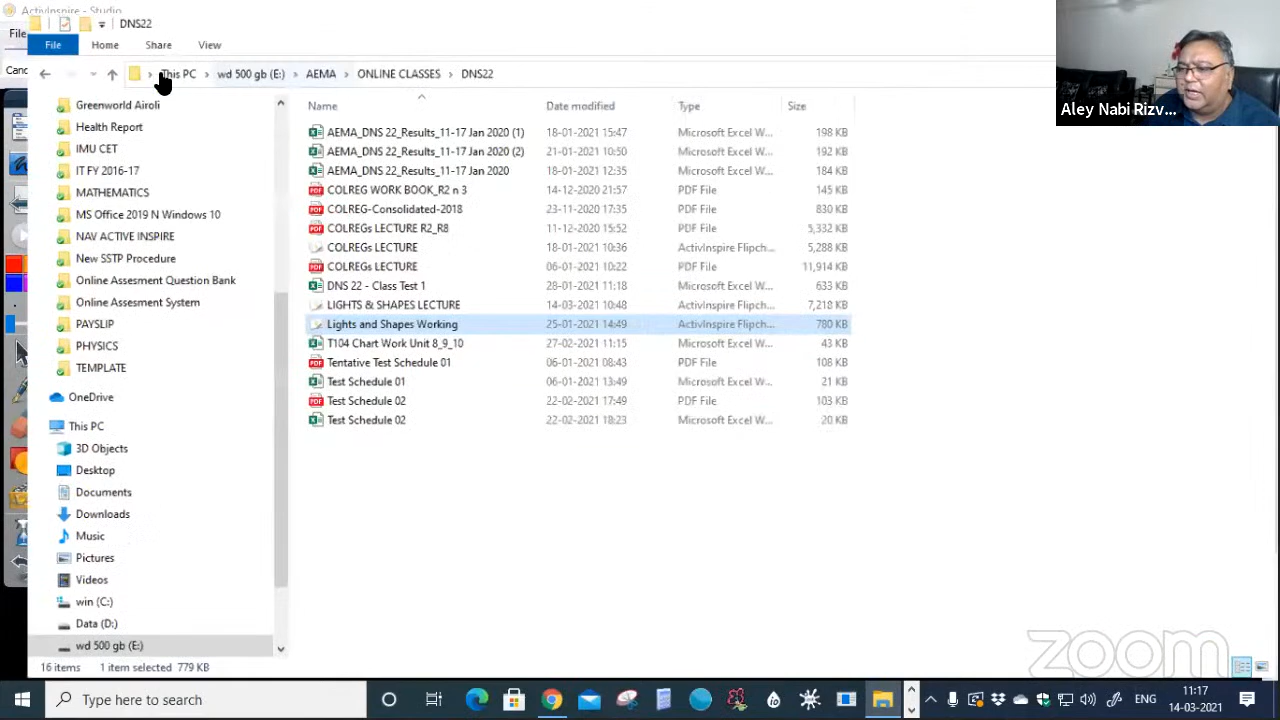 ActivInspire - Studio
DNS22
File
File Home Share View
Canc
This PC > wd 500 gb (E:) > AEMA > ONLINE CLASSES > DNS22
Aley Nabi Rizv...
Greenworld Airoli
Health Report
IMU CET
IT FY 2016-17
MATHEMATICS
MS Office 2019 N Windows 10
NAV ACTIVE INSPIRE
New SSTP Procedure
Online Assesment Question Bank
Online Assesment System
PAYSLIP
PHYSICS
TEMPLATE
OneDrive
This PC
3D Objects
Desktop
Documents
Downloads
Music
Pictures
Videos
win (C:)
Data (D:)
wd 500 gb (E:)
Name Date modified Type Size
AEMA_DNS 22_Results_11-17 Jan 2020 (1) 18-01-2021 15:47 Microsoft Excel W... 198 KB
AEMA_DNS 22_Results_11-17 Jan 2020 (2) 21-01-2021 10:50 Microsoft Excel W... 192 KB
AEMA_DNS 22_Results_11-17 Jan 2020 18-01-2021 12:35 Microsoft Excel W... 184 KB
COLREG WORK BOOK_R2 n 3 14-12-2020 21:57 PDF File 145 KB
COLREG-Consolidated-2018 23-11-2020 17:35 PDF File 830 KB
COLREGs LECTURE R2_R8 11-12-2020 15:52 PDF File 5,332 KB
COLREGs LECTURE 18-01-2021 10:36 ActivInspire Flipch... 5,288 KB
COLREGs LECTURE 06-01-2021 10:22 PDF File 11,914 KB
DNS 22 - Class Test 1 28-01-2021 11:18 Microsoft Excel W... 633 KB
LIGHTS & SHAPES LECTURE 14-03-2021 10:48 ActivInspire Flipch... 7,218 KB
Lights and Shapes Working 25-01-2021 14:49 ActivInspire Flipch... 780 KB
T104 Chart Work Unit 8_9_10 27-02-2021 11:15 Microsoft Excel W... 43 KB
Tentative Test Schedule 01 06-01-2021 08:43 PDF File 108 KB
Test Schedule 01 06-01-2021 13:49 Microsoft Excel W... 21 KB
Test Schedule 02 22-02-2021 17:49 PDF File 103 KB
Test Schedule 02 22-02-2021 18:23 Microsoft Excel W... 20 KB
zoom
16 items 1 item selected 779 KB
Type here to search
ENG
11:17
14-03-2021